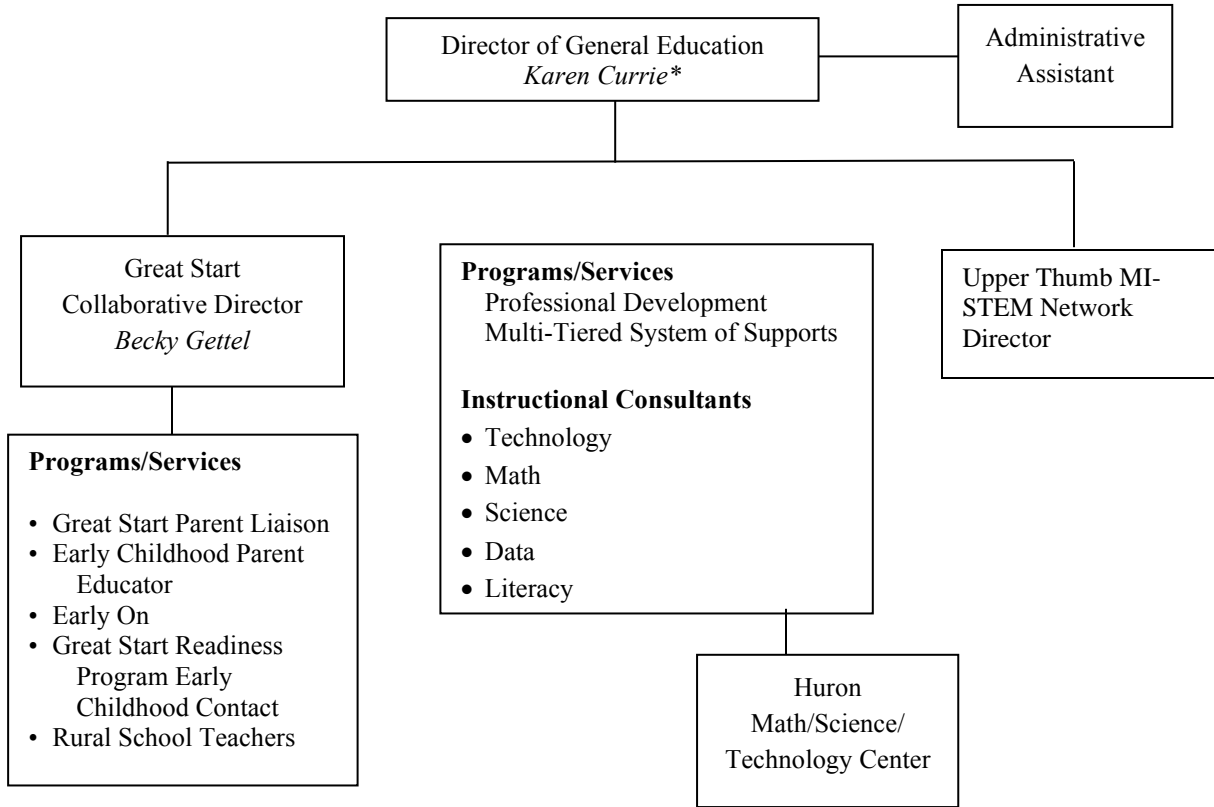 Director of General Education
Karen Currie*
Administrative
Assistant
Great Start
Collaborative Director
Becky Gettel
Programs/Services
Professional Development
Multi-Tiered System of Supports
Instructional Consultants
• Technology
• Math
• Science
• Data
• Literacy
Upper Thumb MI-
STEM Network
Director
Programs/Services
• Great Start Parent Liaison
• Early Childhood Parent
Educator
• Early On
• Great Start Readiness
Program Early
Childhood Contact
• Rural School Teachers
Huron
Math/Science/
Technology Center